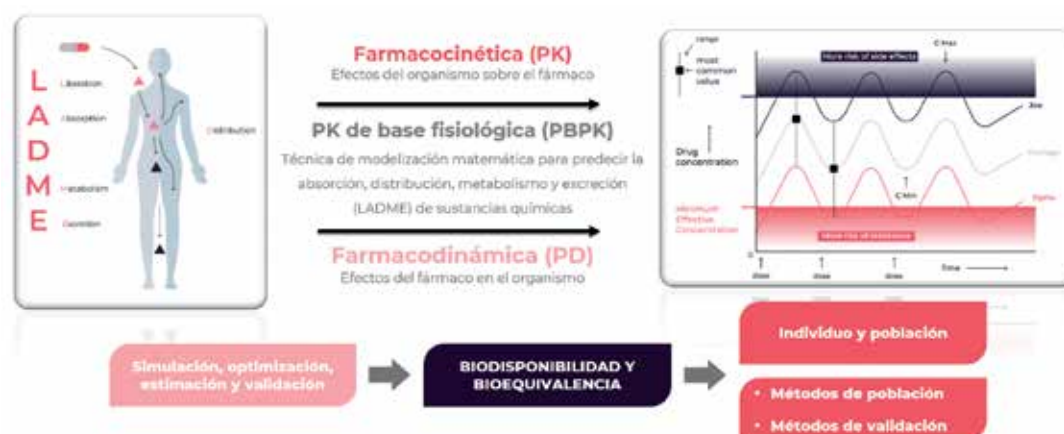 L
A
D
M
E
Liberation
Absorption
Metabolism
Excretion
Distribution
Farmacocinética (PK)
Efectos del organismo sobre el fármaco
PK de base fisiológica (PBPK)
Técnica de modelización matemática para predecir la
absorción, distribución, metabolismo y excreción
(LADME) de sustancias químicas
Farmacodinámica (PD)
Efectos del fármaco en el organismo
range
most
common
value
Drug
concentration
Minimum
Effective
Concentration
More risk of side effects
C Max
C Min
More risk of resistance
0
dose
dose
dose
Time
Simulación, optimización,
estimación y validación
BIODISPONIBILIDAD Y
BIOEQUIVALENCIA
Individuo y población
• Métodos de población
• Métodos de validación